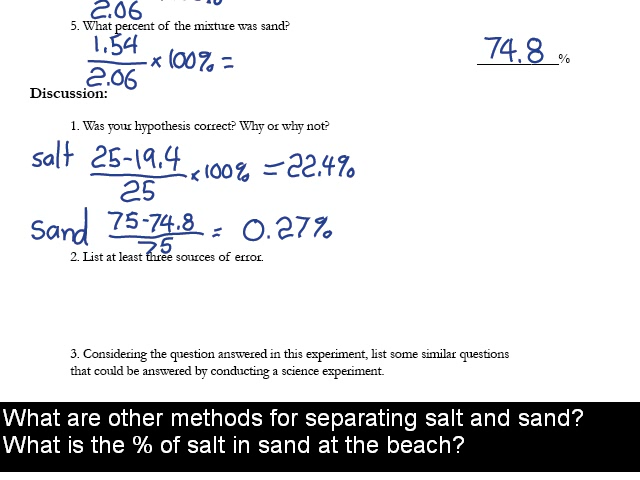 2.06
5. What percent of the mixture was sand?
1.54
2.06 × 100% =
74.8 %
Discussion:
1. Was your hypothesis correct? Why or why not?
salt 25-19.4
25 × 100% = 22.4%
sand 75-74.8
75 = 0.27%
2. List at least three sources of error.
3. Considering the question answered in this experiment, list some similar questions
that could be answered by conducting a science experiment.
What are other methods for separating salt and sand?
What is the % of salt in sand at the beach?